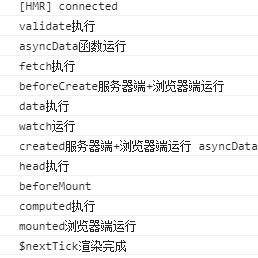 [HMR] connected
validate执行
asyncData函数运行
fetch执行
beforeCreate服务器端+浏览器端运行
data执行
watch运行
created服务器端+浏览器端运行 asyncData
head执行
beforeMount
computed执行
mounted浏览器端运行
$nextTick渲染完成